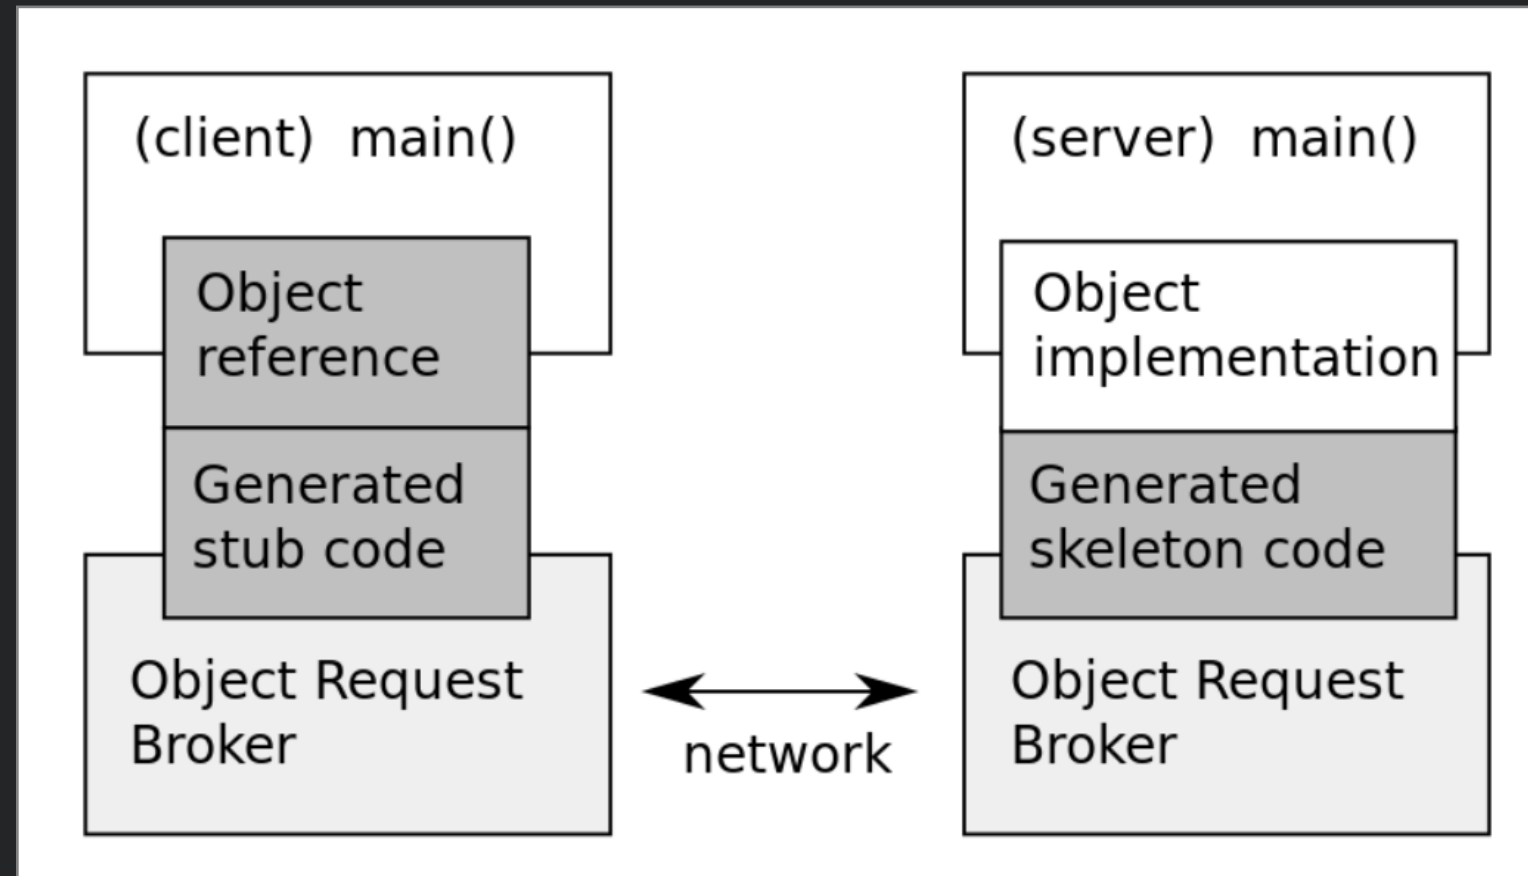 (client)  main()
Object
reference
Generated
stub code
Object Request
Broker
network
(server)  main()
Object
implementation
Generated
skeleton code
Object Request
Broker